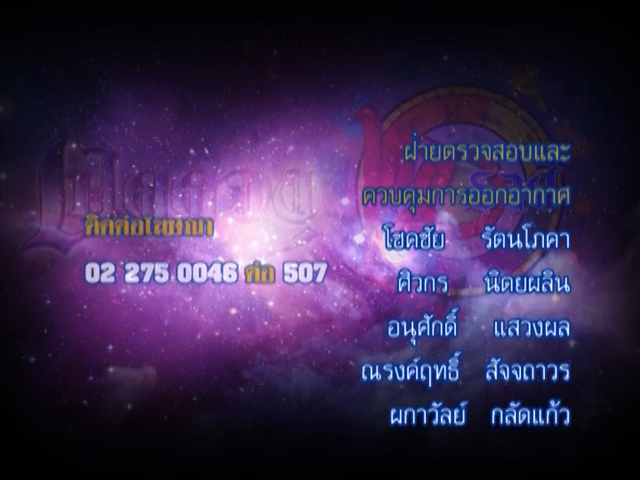 ติดต่อโฆษณา
02 275 0046 ต่อ 507
ฝ่ายตรวจสอบและ
ควบคุมการออกอากาศ
โชคชัย รัตนโภคา
ศิวกร นิตยผลิน
อนุศักดิ์ แสวงผล
ณรงค์ฤทธิ์ สัจจถาวร
ผกาวัลย์ กลัดแก้ว